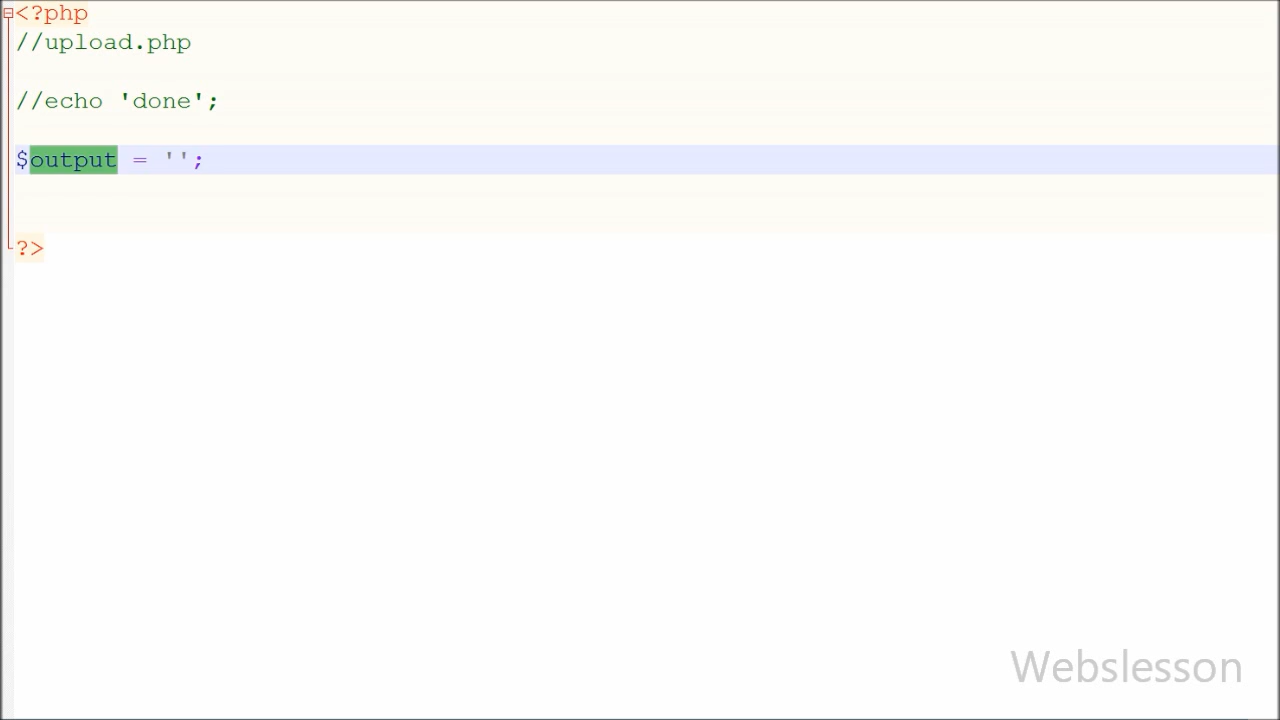 <?php
//upload.php
//echo 'done';
$output = '';
?>
Webslesson